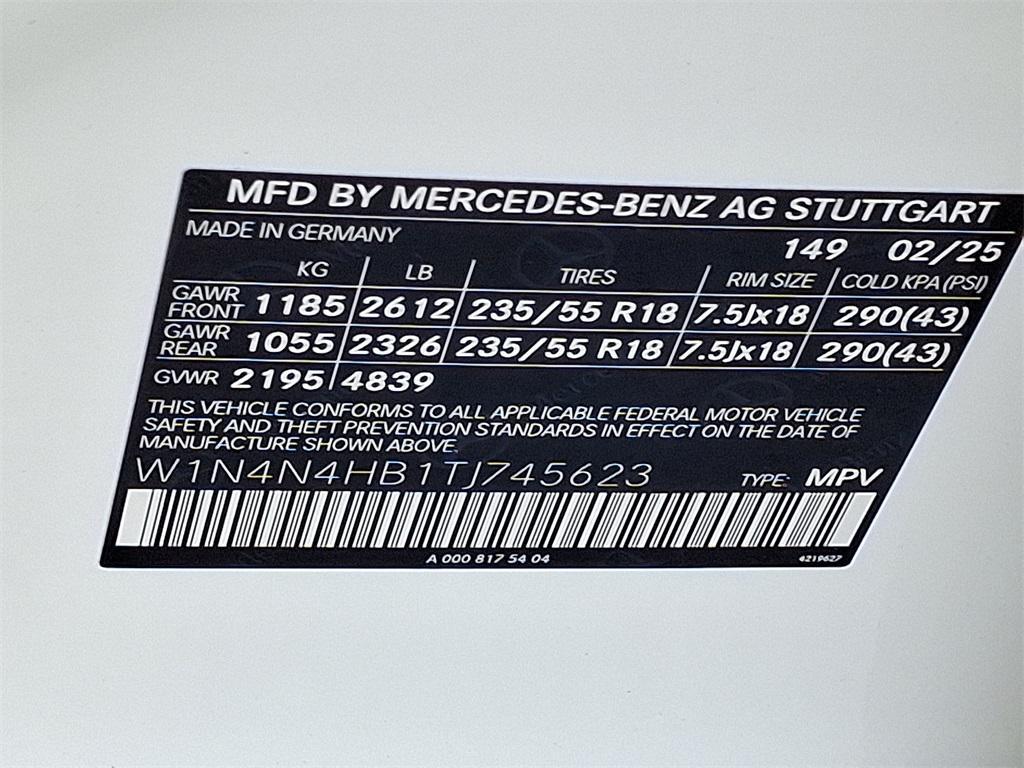 MFD BY MERCEDES-BENZ AG STUTTGART
MADE IN GERMANY 149 02/25
KG LB TIRES RIM SIZE COLD KPA (PSI)
GAWR FRONT 1185 2612 235/55 R18 7.5Jx18 290(43)
GAWR REAR 1055 2326 235/55 R18 7.5Jx18 290(43)
GVWR 2195 4839
THIS VEHICLE CONFORMS TO ALL APPLICABLE FEDERAL MOTOR VEHICLE
SAFETY AND THEFT PREVENTION STANDARDS IN EFFECT ON THE DATE OF
MANUFACTURE SHOWN ABOVE.
W1N4N4HB1TJ745623 TYPE: MPV
A 000 817 54 04 4219627